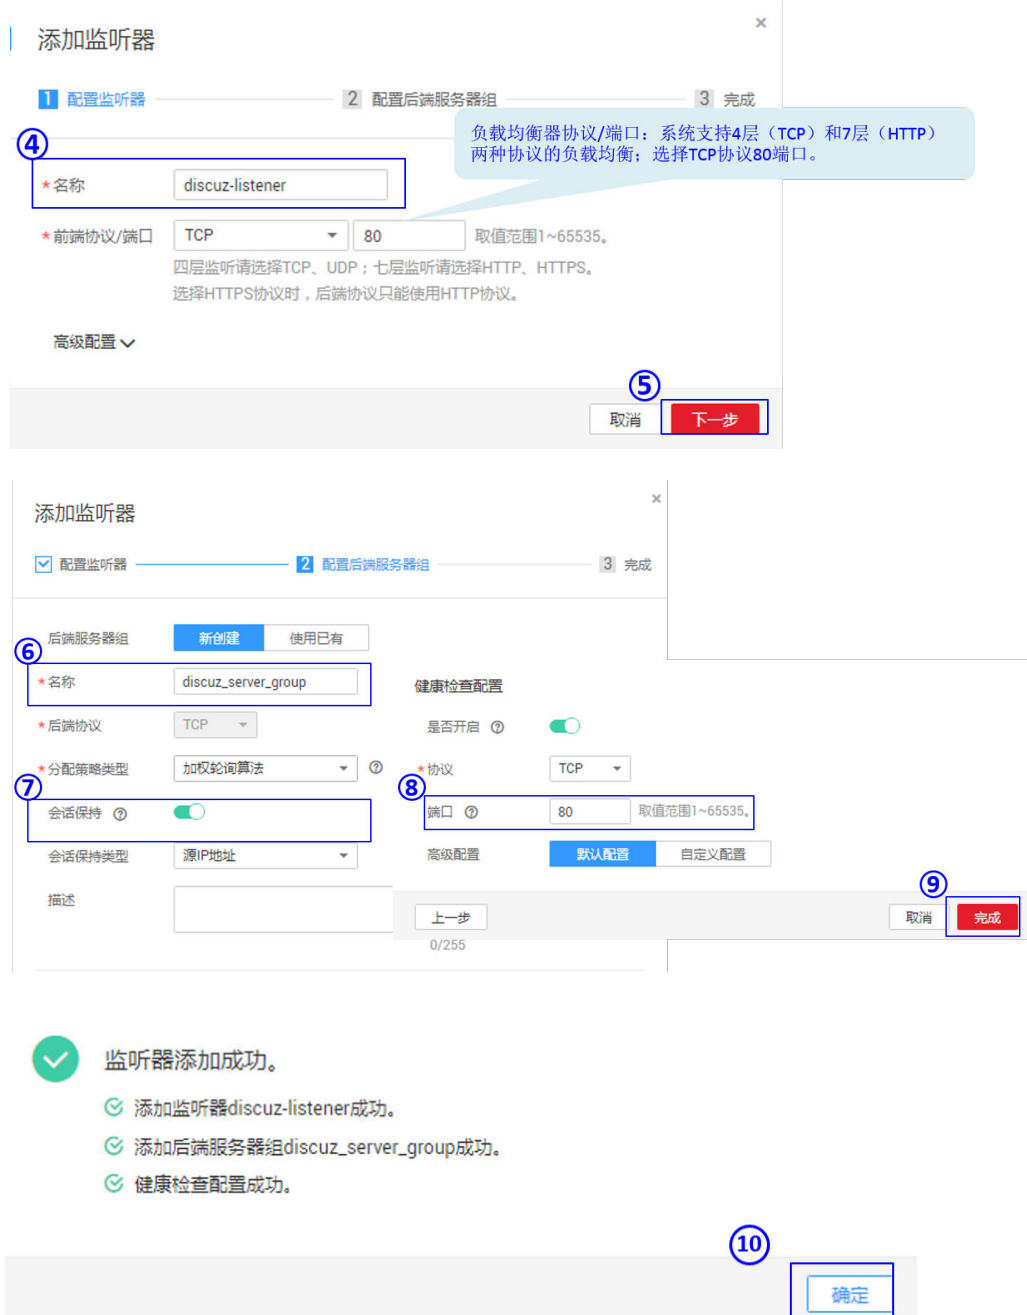 ×
添加监听器
1 配置监听器 2 配置后端服务器组 3 完成
④
负载均衡器协议/端口：系统支持4层（TCP）和7层（HTTP）
两种协议的负载均衡；选择TCP协议80端口。
*名称 discuz-listener
*前端协议/端口 TCP 80 取值范围1~65535。
四层监听请选择TCP、UDP；七层监听请选择HTTP、HTTPS。
选择HTTPS协议时，后端协议只能使用HTTP协议。
高级配置
⑤
取消 下一步
×
添加监听器
配置监听器 2 配置后端服务器组 3 完成
后端服务器组 新创建 使用已有
⑥
*名称 discuz_server_group
*后端协议 TCP
*分配策略类型 加权轮询算法 ?
⑦
会话保持 ?
会话保持类型 源IP地址
描述
0/255
健康检查配置
是否开启 ?
*协议 TCP
⑧
端口 ? 80 取值范围1~65535。
高级配置 默认配置 自定义配置
⑨
上一步 取消 完成
监听器添加成功。
添加监听器discuz-listener成功。
添加后端服务器组discuz_server_group成功。
健康检查配置成功。
⑩
确定